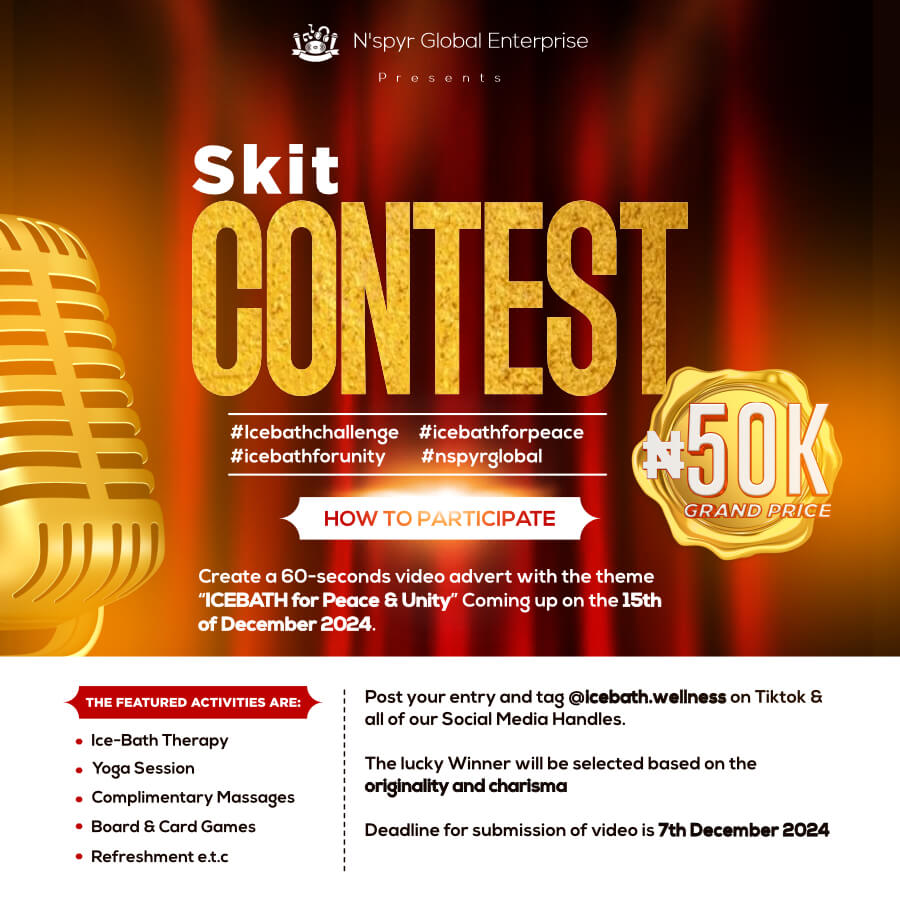 N'spyr Global Enterprise
Presents
Skit
CONTEST
#Icebathchallenge #icebathforpeace
#icebathforunity #nspyrglobal
₦50K
GRAND PRICE
HOW TO PARTICIPATE
Create a 60-seconds video advert with the theme
“ICEBATH for Peace & Unity” Coming up on the 15th
of December 2024.
THE FEATURED ACTIVITIES ARE:
• Ice-Bath Therapy
• Yoga Session
• Complimentary Massages
• Board & Card Games
• Refreshment e.t.c
Post your entry and tag @Icebath.wellness on Tiktok &
all of our Social Media Handles.
The lucky Winner will be selected based on the
originality and charisma
Deadline for submission of video is 7th December 2024